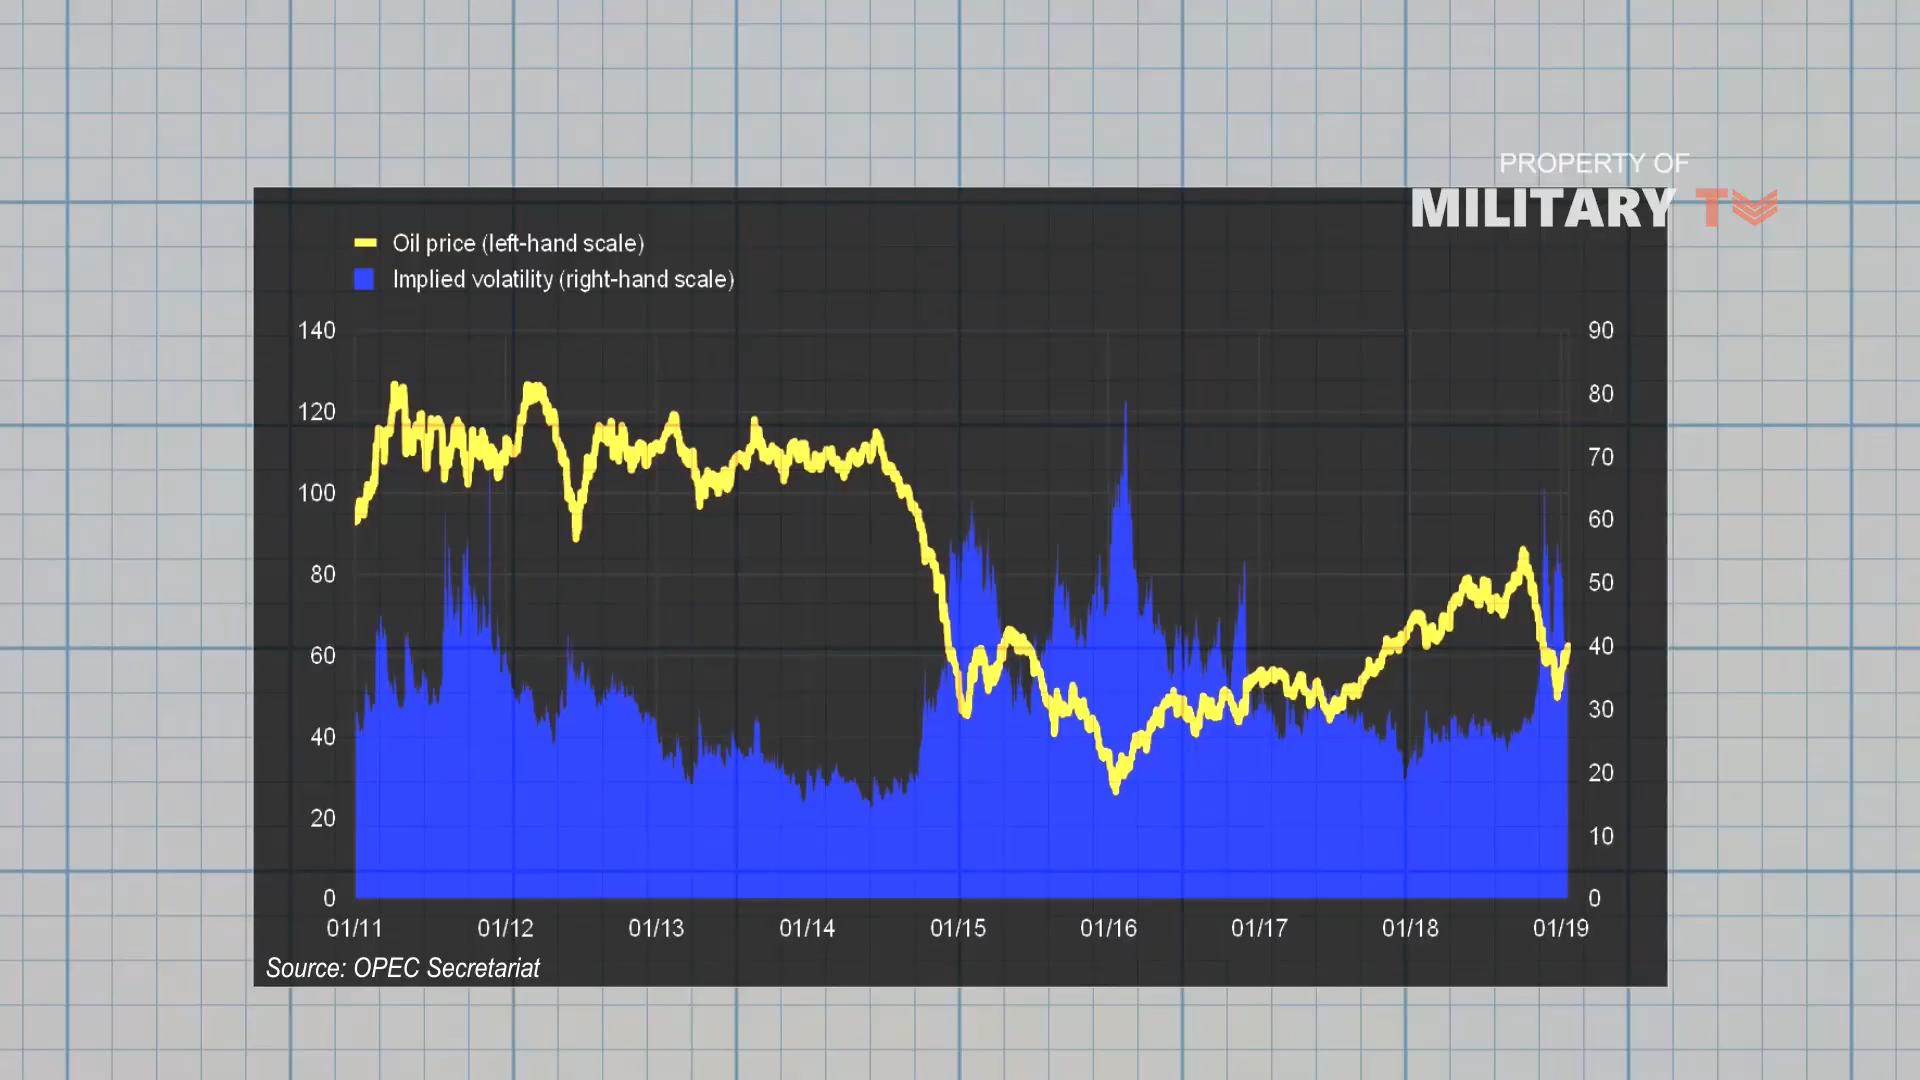 PROPERTY OF
MILITARY TV
Oil price (left-hand scale)
Implied volatility (right-hand scale)
140 90
120 80
100 70
80 60
60 50
40 40
20 30
0 20
10
0
01/11 01/12 01/13 01/14 01/15 01/16 01/17 01/18 01/19
Source: OPEC Secretariat